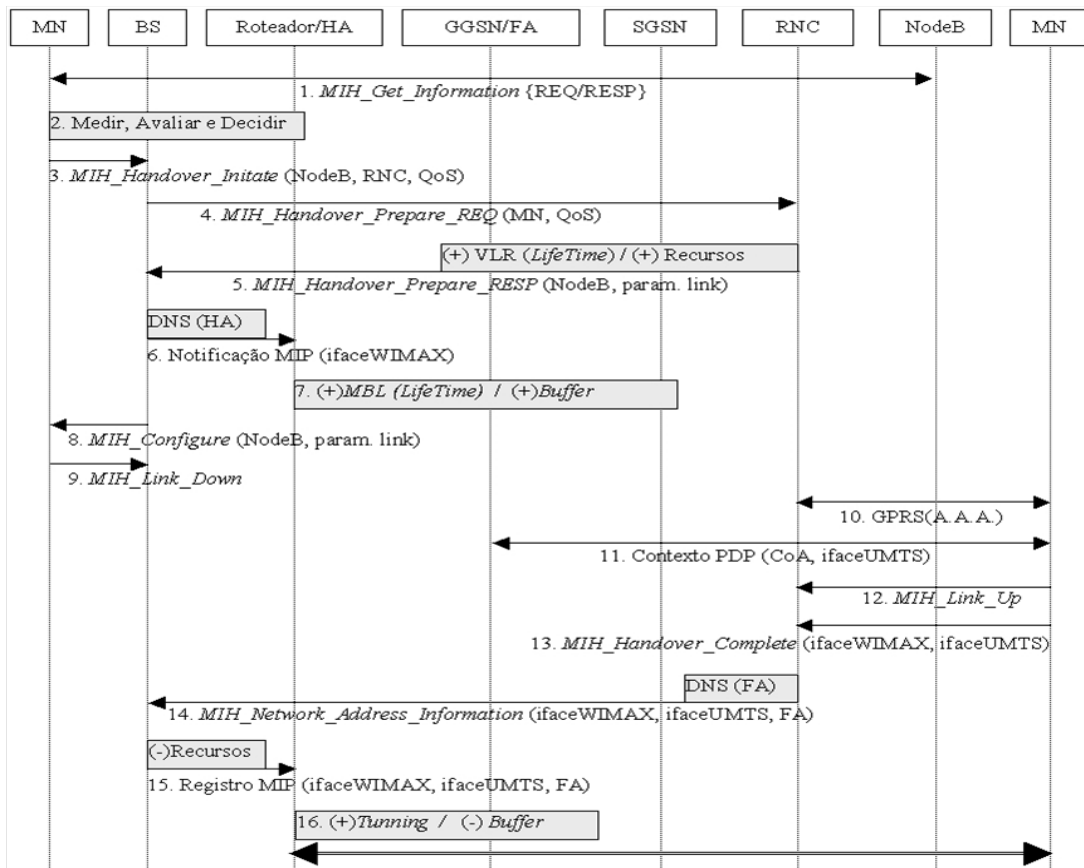 MN BS Roteador/HA GGSN/FA SGSN RNC NodeB MN
1. MIH_Get_Information {REQ/RESP}
2. Medir, Avaliar e Decidir
3. MIH_Handover_Initate (NodeB, RNC, QoS)
4. MIH_Handover_Prepare_REQ (MN, QoS)
(+) VLR (LifeTime) / (+) Recursos
5. MIH_Handover_Prepare_RESP (NodeB, param. link)
DNS (HA)
6. Notificação MIP (ifaceWIMAX)
7. (+)MBL (LifeTime) / (+)Buffer
8. MIH_Configure (NodeB, param. link)
9. MIH_Link_Down
10. GPRS(A.A.A.)
11. Contexto PDP (CoA, ifaceUMTS)
12. MIH_Link_Up
13. MIH_Handover_Complete (ifaceWIMAX, ifaceUMTS)
DNS (FA)
14. MIH_Network_Address_Information (ifaceWIMAX, ifaceUMTS, FA)
(-)Recursos
15. Registro MIP (ifaceWIMAX, ifaceUMTS, FA)
16. (+)Tunning / (-) Buffer